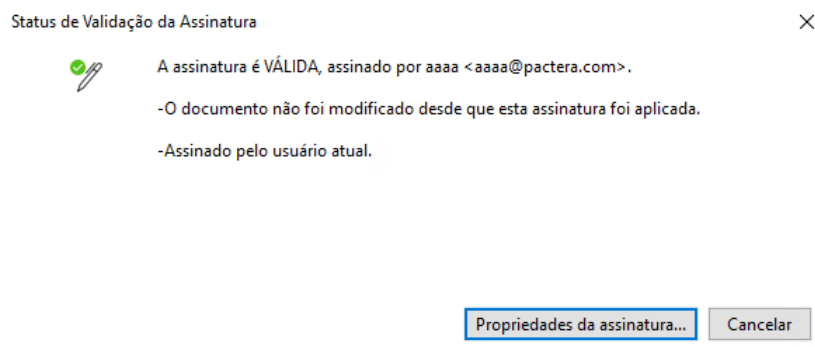 Status de Validação da Assinatura
A assinatura é VÁLIDA, assinado por aaaa <aaaa@pactera.com>.
-O documento não foi modificado desde que esta assinatura foi aplicada.
-Assinado pelo usuário atual.
Propriedades da assinatura... Cancelar